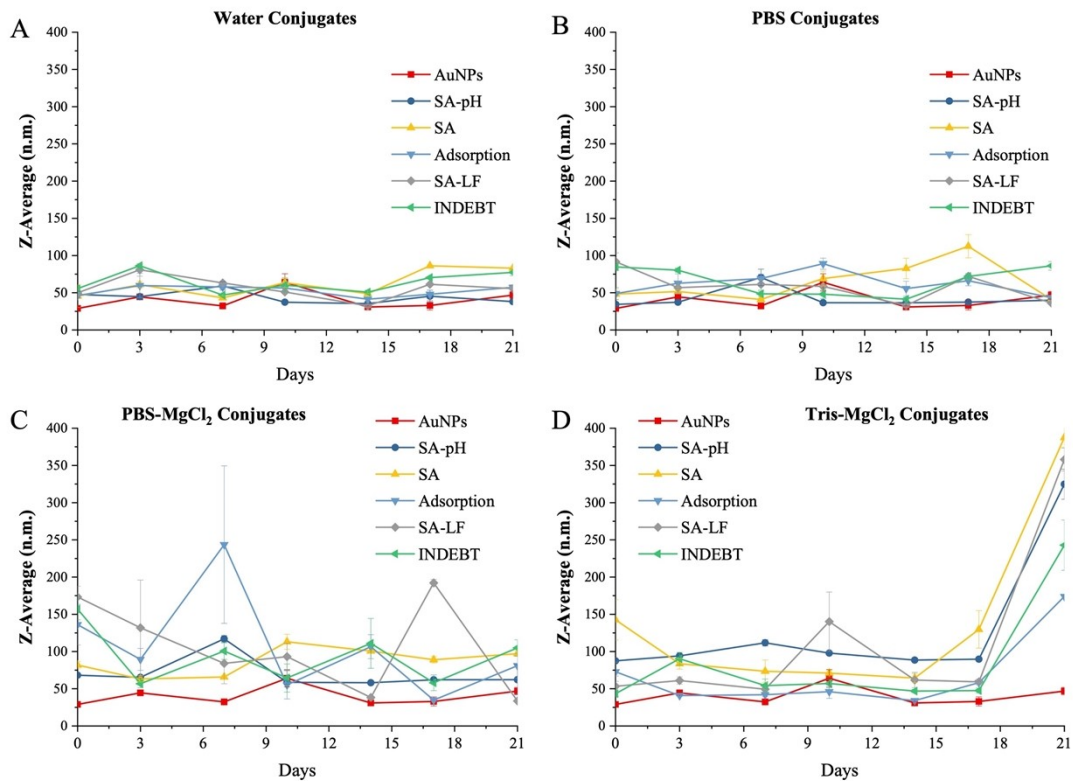 A
Water Conjugates
Z-Average (n.m.)
400
350
300
250
200
150
100
50
0
AuNPs
SA-pH
SA
Adsorption
SA-LF
INDEBT
0 3 6 9 12 15 18 21
Days
B
PBS Conjugates
Z-Average (n.m.)
400
350
300
250
200
150
100
50
0
AuNPs
SA-pH
SA
Adsorption
SA-LF
INDEBT
0 3 6 9 12 15 18 21
Days
C
PBS-MgCl₂ Conjugates
Z-Average (n.m.)
400
350
300
250
200
150
100
50
0
AuNPs
SA-pH
SA
Adsorption
SA-LF
INDEBT
0 3 6 9 12 15 18 21
Days
D
Tris-MgCl₂ Conjugates
Z-Average (n.m.)
400
350
300
250
200
150
100
50
0
AuNPs
SA-pH
SA
Adsorption
SA-LF
INDEBT
0 3 6 9 12 15 18 21
Days